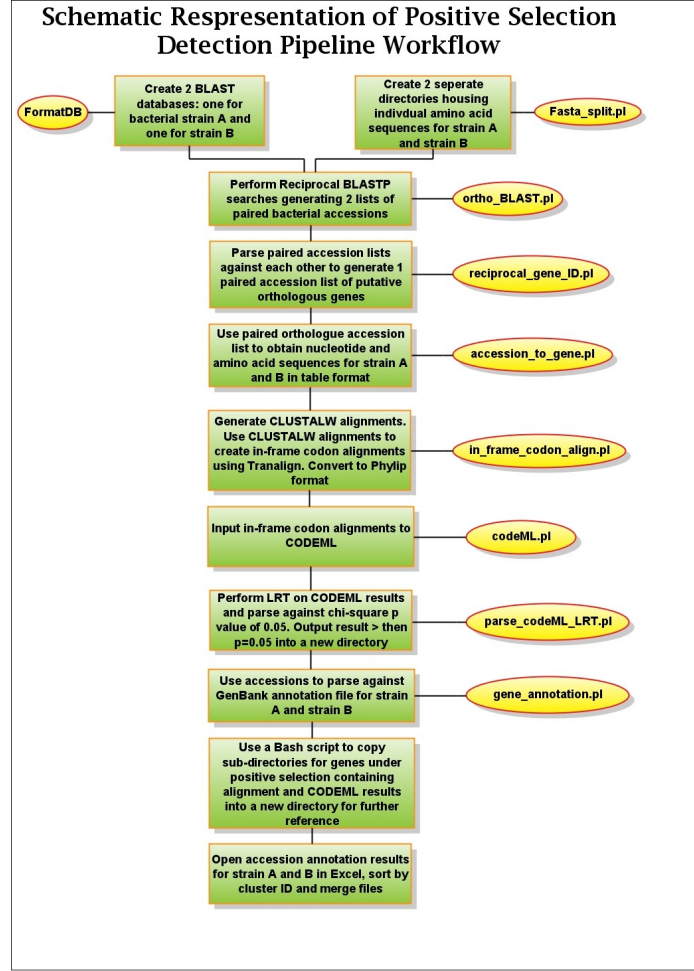 Schematic Respresentation of Positive Selection
Detection Pipeline Workflow
FormatDB
Create 2 BLAST
databases: one for
bacterial strain A and
one for strain B
Create 2 seperate
directories housing
indivdual amino acid
sequences for strain A
and strain B
Fasta_split.pl
Perform Reciprocal BLASTP
searches generating 2 lists of
paired bacterial accessions
ortho_BLAST.pl
Parse paired accession lists
against each other to generate 1
paired accession list of putative
orthologous genes
reciprocal_gene_ID.pl
Use paired orthologue accession
list to obtain nucleotide and
amino acid sequences for strain A
and B in table format
accession_to_gene.pl
Generate CLUSTALW alignments.
Use CLUSTALW alignments to
create in-frame codon alignments
using Tranalign. Convert to Phylip
format
in_frame_codon_align.pl
Input in-frame codon alignments to
CODEML
codeML.pl
Perform LRT on CODEML results
and parse against chi-square p
value of 0.05. Output result > then
p=0.05 into a new directory
parse_codeML_LRT.pl
Use accessions to parse against
GenBank annotation file for strain
A and strain B
gene_annotation.pl
Use a Bash script to copy
sub-directories for genes under
positive selection containing
alignment and CODEML results
into a new directory for further
reference
Open accession annotation results
for strain A and B in Excel, sort by
cluster ID and merge files